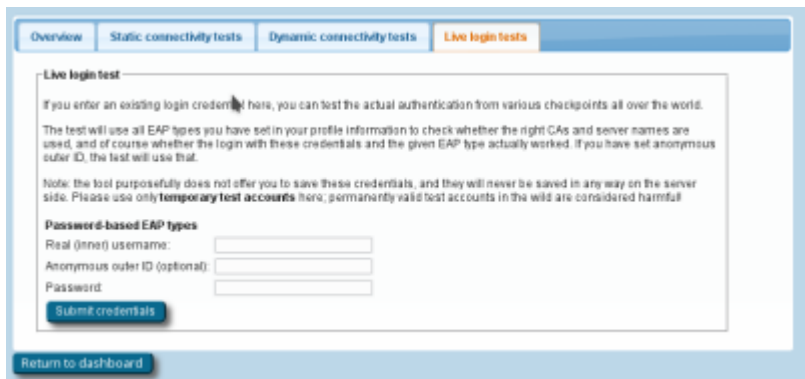 Overview
Static connectivity tests
Dynamic connectivity tests
Live login tests
Live login test
If you enter an existing login credential here, you can test the actual authentication from various checkpoints all over the world.
The test will use all EAP types you have set in your profile information to check whether the right CAs and server names are
used, and of course whether the login with these credentials and the given EAP type actually worked. If you have set anonymous
outer ID, the test will use that.
Note: the tool purposefully does not offer you to save these credentials, and they will never be saved in any way on the server
side. Please use only temporary test accounts here; permanently valid test accounts in the wild are considered harmful!
Password-based EAP types
Real (inner) username:
Anonymous outer ID (optional):
Password:
Submit credentials
Return to dashboard